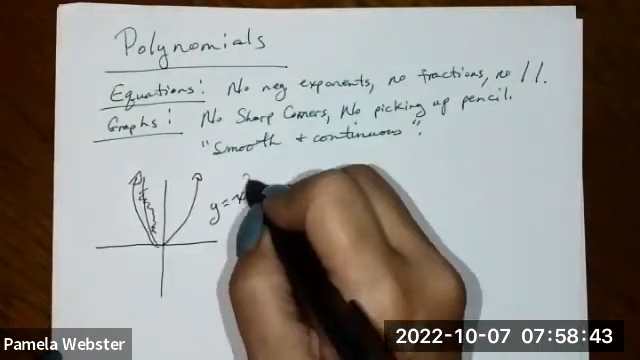 Polynomials
Equations: No neg exponents, no fractions, no | |.
Graphs: No Sharp Corners, No picking up pencil.
"Smooth + continuous".
y = x
Pamela Webster
2022-10-07 07:58:43